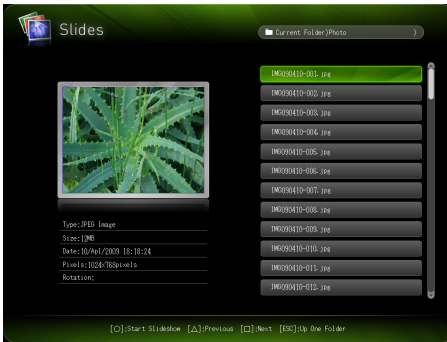 Slides
Current Folder)Photo 〉
IMG090410-001.jpg
IMG090410-002.jpg
IMG090410-003.jpg
IMG090410-004.jpg
IMG090410-005.jpg
IMG090410-006.jpg
IMG090410-007.jpg
IMG090410-008.jpg
IMG090410-009.jpg
IMG090410-010.jpg
IMG090410-011.jpg
IMG090410-012.jpg
Type:JPEG Image
Size:12MB
Date:10/Apl/2009 18:18:24
Pixels:1024x768pixels
Rotation:
[○]:Start Slideshow [△]:Previous [□]:Next [ESC]:Up One Folder